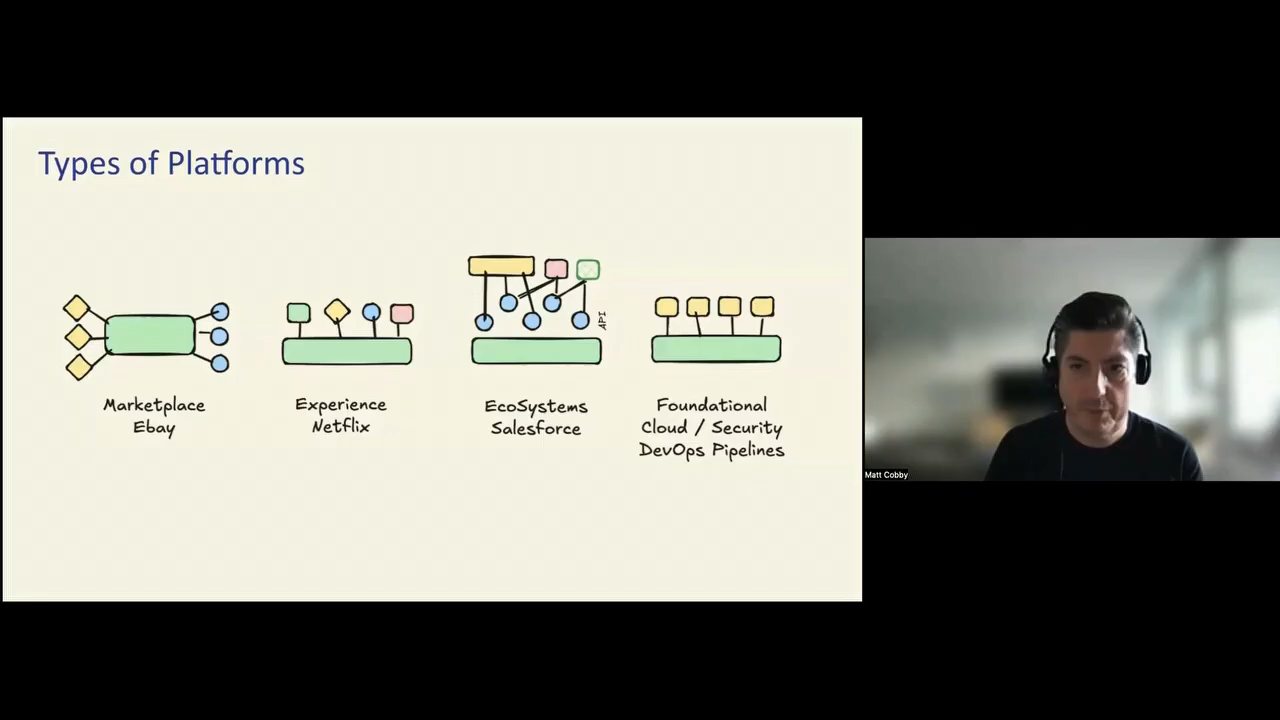 Types of Platforms
API
Marketplace
Ebay
Experience
Netflix
EcoSystems
Salesforce
Foundational
Cloud / Security
DevOps Pipelines
Matt Cobby